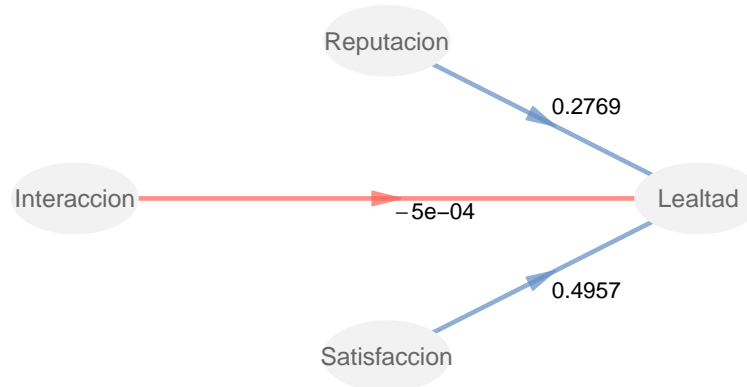 Reputacion
0.2769
Interaccion
Lealtad
−5e−04
0.4957
Satisfaccion